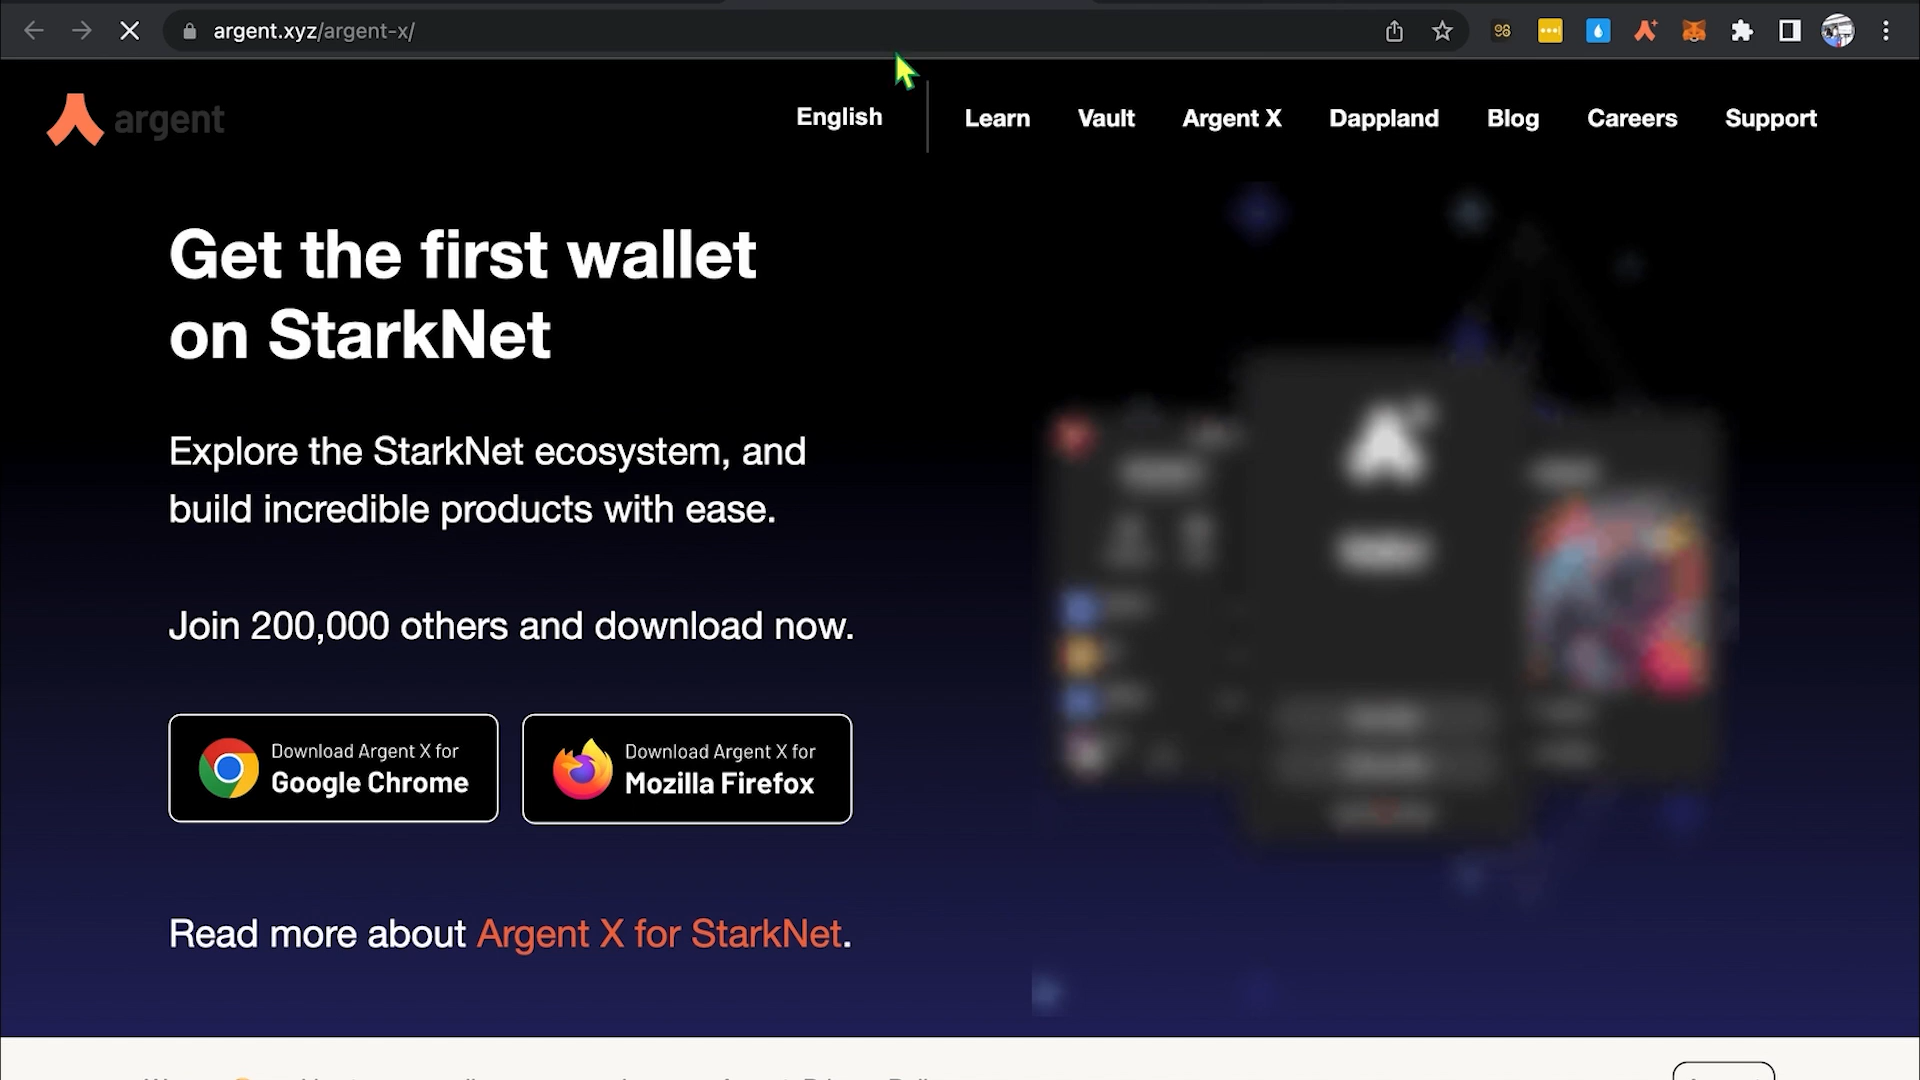 argent.xyz/argent-x/
98
argent
English
Learn
Vault
Argent X
Dappland
Blog
Careers
Support
Get the first wallet
on StarkNet
Explore the StarkNet ecosystem, and
build incredible products with ease.
Join 200,000 others and download now.
Download Argent X for
Google Chrome
Download Argent X for
Mozilla Firefox
Read more about Argent X for StarkNet.